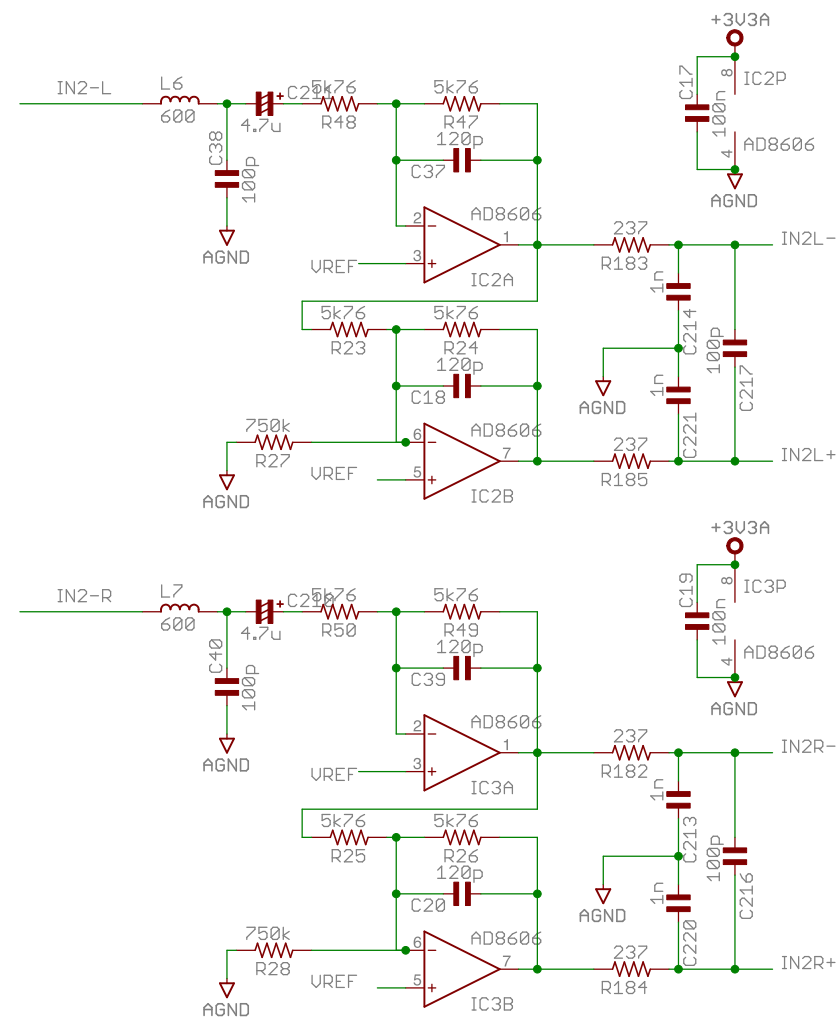 +3V3A
IN2-L
L6
600
C38
100p
AGND
C211
4.7u
5k76
R48
5k76
R47
120p
C37
C17
100n
8
IC2P
4
AD8606
AGND
AD8606
2
3
1
VREF
IC2A
237
R183
IN2L-
1n
C214
5k76
R23
5k76
R24
120p
C18
AGND
100p
C217
1n
C221
750k
R27
AGND
AD8606
6
5
7
VREF
IC2B
237
R185
IN2L+
+3V3A
IN2-R
L7
600
C40
100p
AGND
C210
4.7u
5k76
R50
5k76
R49
120p
C39
C19
100n
8
IC3P
4
AD8606
AGND
AD8606
2
3
1
VREF
IC3A
237
R182
IN2R-
1n
C213
5k76
R25
5k76
R26
120p
C20
AGND
100p
C216
1n
C220
750k
R28
AGND
AD8606
6
5
7
VREF
IC3B
237
R184
IN2R+